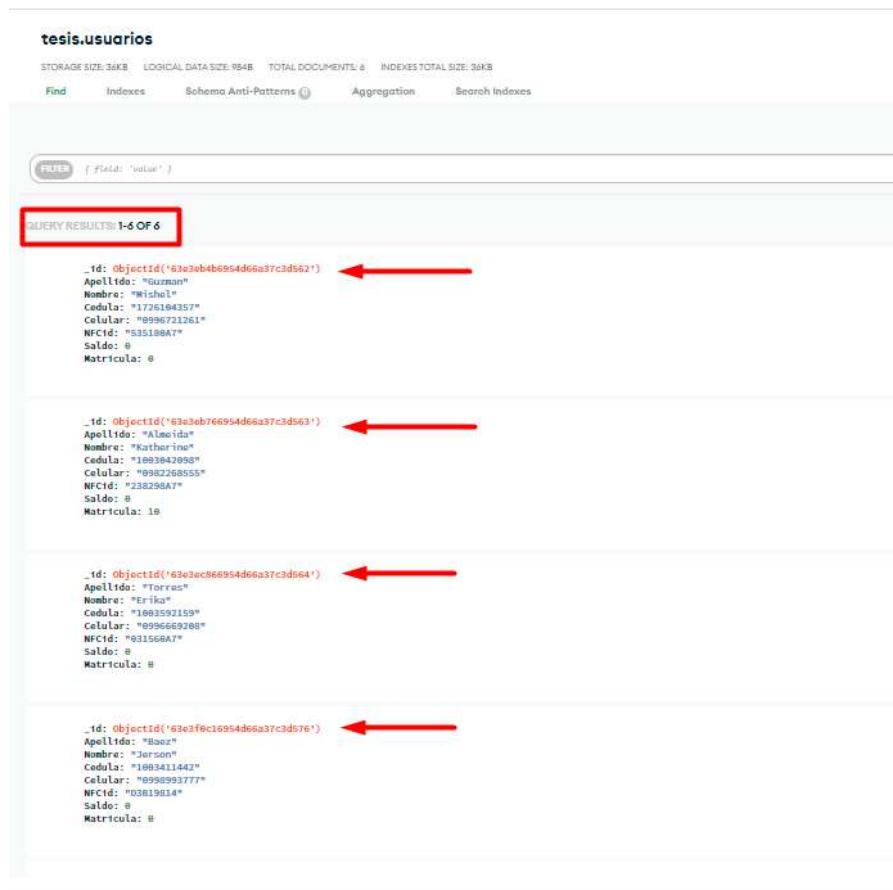 tesis.usuarios
STORAGE SIZE: 36KB LOGICAL DATA SIZE: 984B TOTAL DOCUMENTS: 6 INDEXES TOTAL SIZE: 36KB
Find Indexes Schema Anti-Patterns 0 Aggregation Search Indexes
FILTER { field: 'value' }
QUERY RESULTS: 1-6 OF 6
_id: ObjectId('63e3eb4b6954d66a37c3d562')
Apellido: "Guzman"
Nombre: "Mishel"
Cedula: "1726104357"
Celular: "0996721261"
NFCid: "535180A7"
Saldo: 0
Matricula: 0
_id: ObjectId('63e3eb766954d66a37c3d563')
Apellido: "Almeida"
Nombre: "Katherine"
Cedula: "1003042098"
Celular: "0982268555"
NFCid: "238298A7"
Saldo: 0
Matricula: 10
_id: ObjectId('63e3ec866954d66a37c3d564')
Apellido: "Torres"
Nombre: "Erika"
Cedula: "1003592159"
Celular: "0996669208"
NFCid: "031560A7"
Saldo: 0
Matricula: 0
_id: ObjectId('63e3f0c16954d66a37c3d576')
Apellido: "Baez"
Nombre: "Jerson"
Cedula: "1003411442"
Celular: "0998993777"
NFCid: "D3819814"
Saldo: 0
Matricula: 0